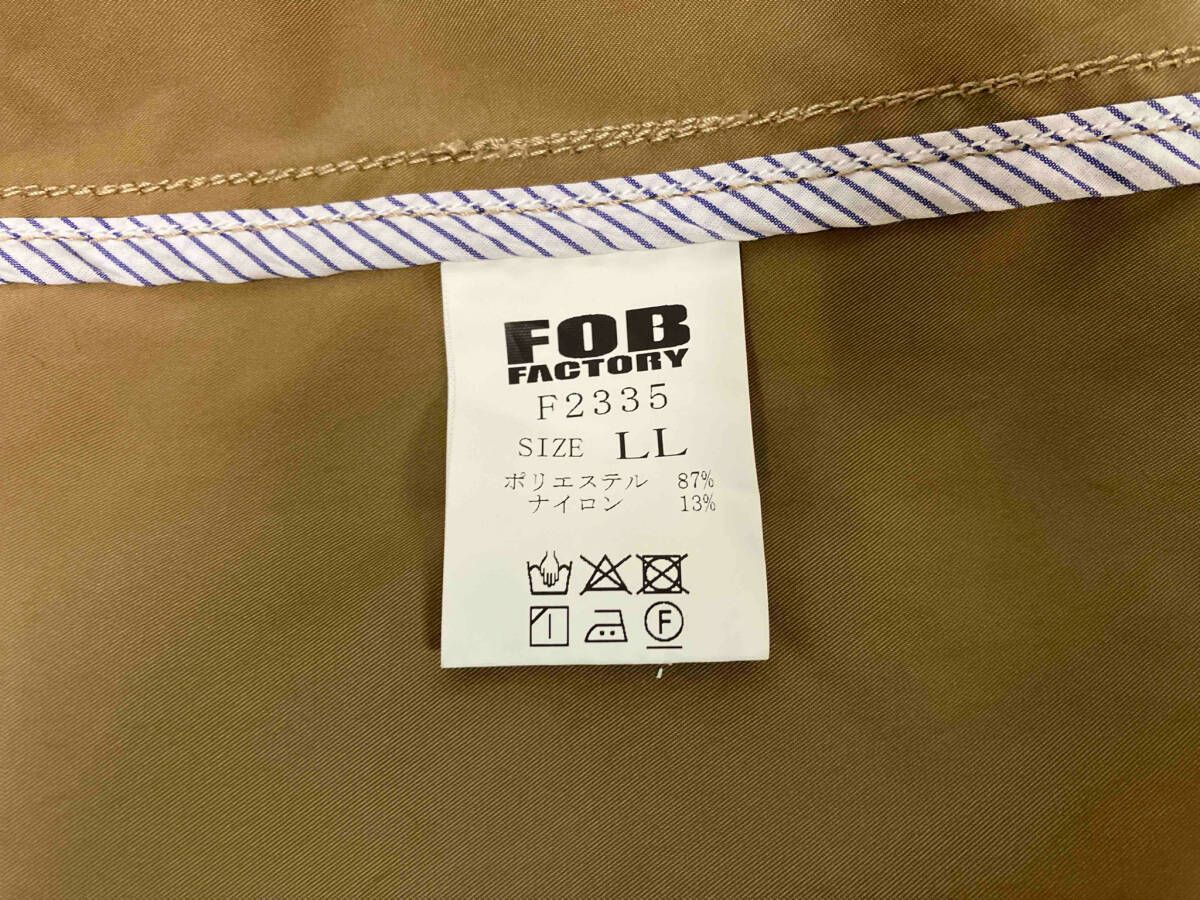 FOB
FACTORY
F2335
SIZE LL
ポリエステル 87%
ナイロン 13%
F